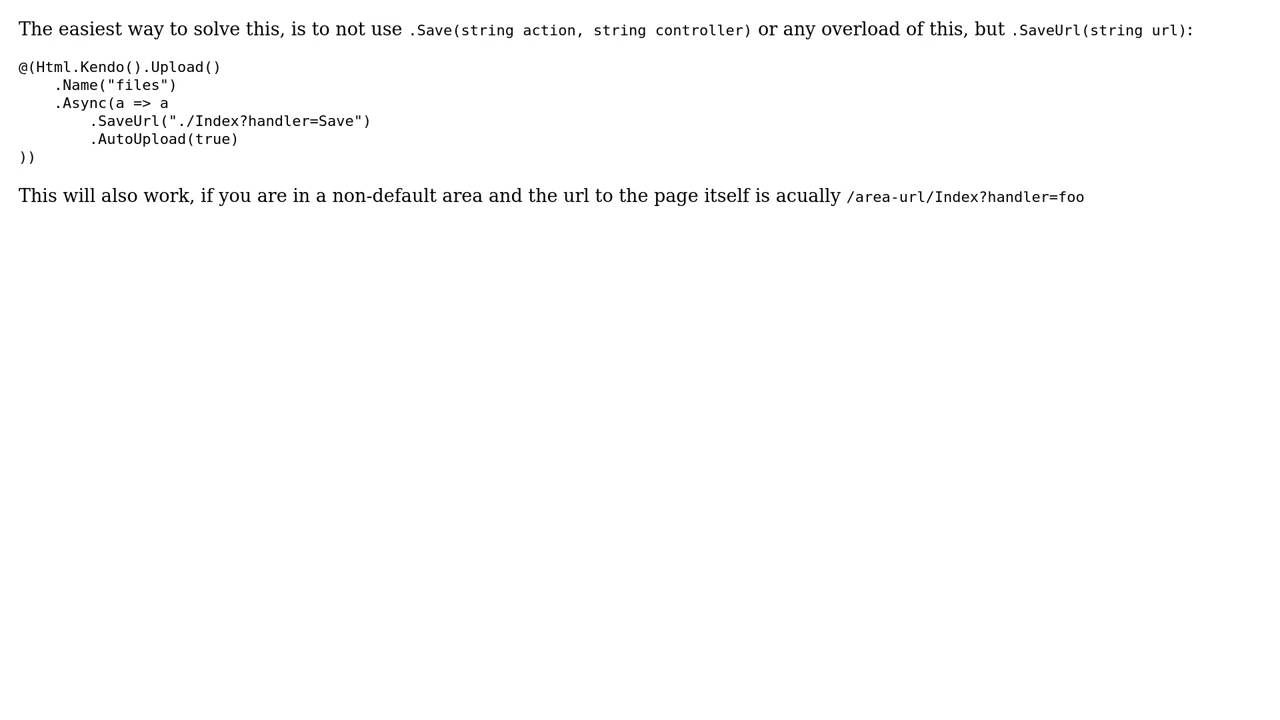 The easiest way to solve this, is to not use .Save(string action, string controller) or any overload of this, but .SaveUrl(string url):
@(Html.Kendo().Upload()
    .Name("files")
    .Async(a => a
        .SaveUrl("./Index?handler=Save")
        .AutoUpload(true)
))
This will also work, if you are in a non-default area and the url to the page itself is acually /area-url/Index?handler=foo